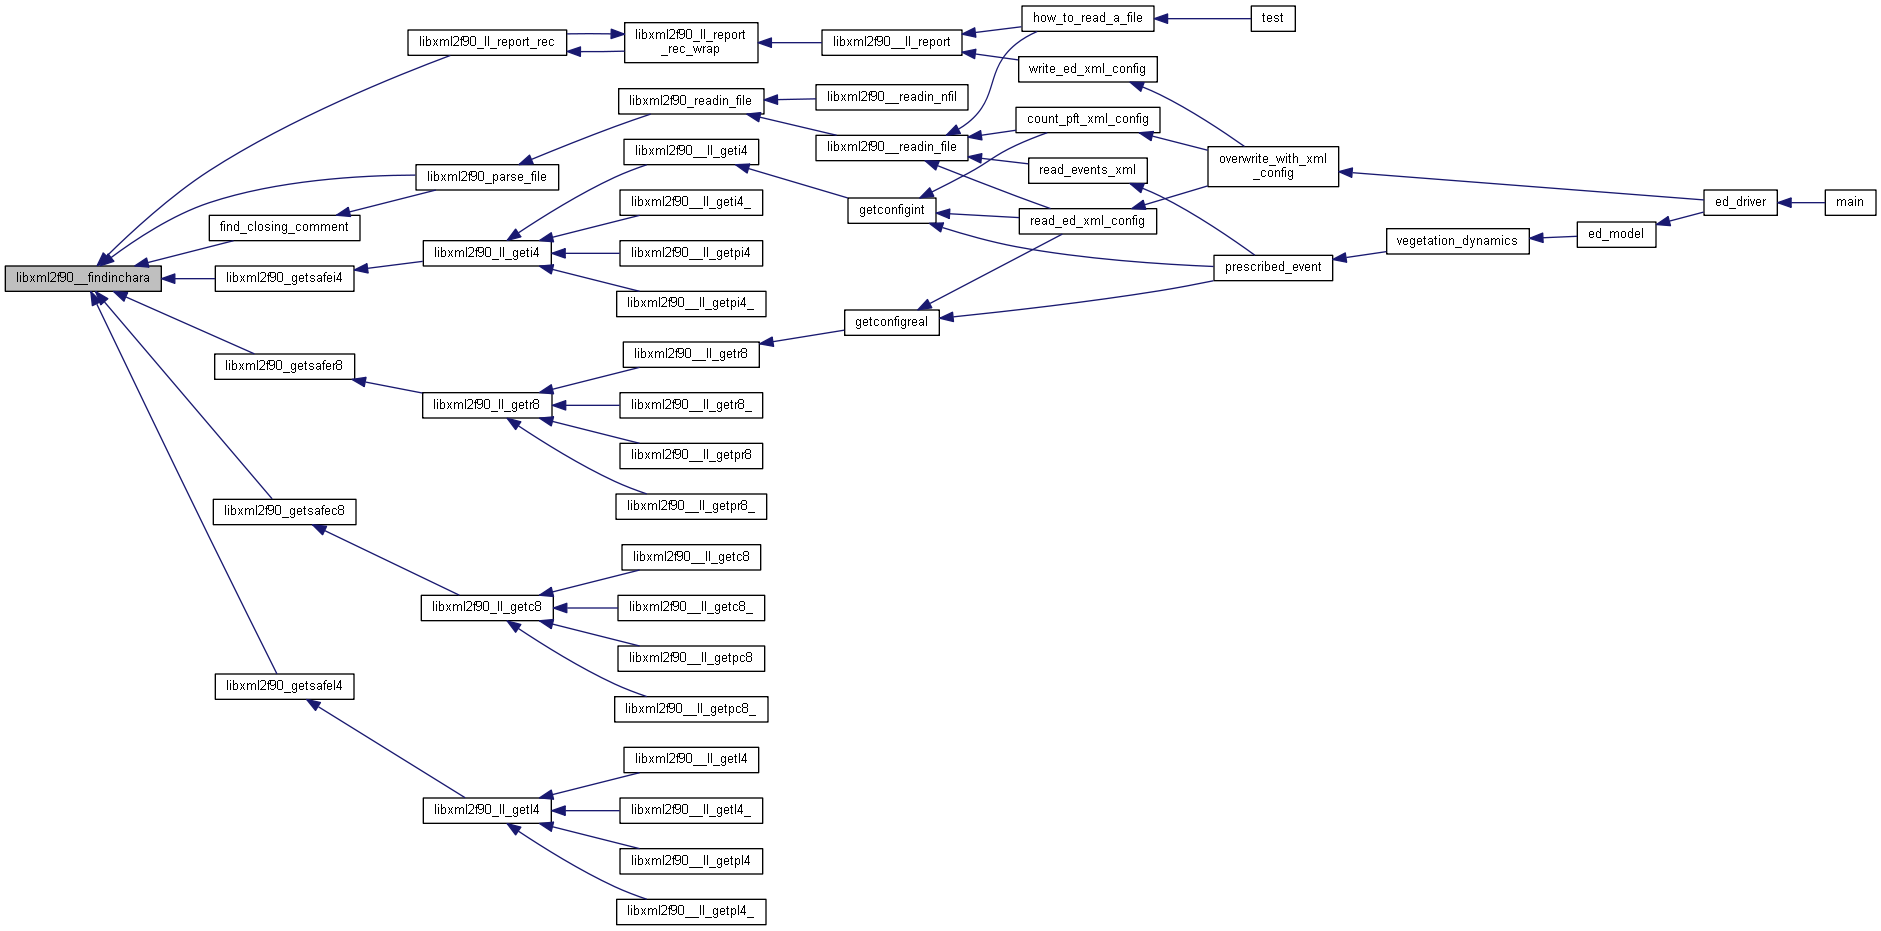 how_to_read_a_file
test
libxml2f90_ll_report_rec
libxml2f90_ll_report
_rec_wrap
libxml2f90__ll_report
write_ed_xml_config
libxml2f90_readin_file
libxml2f90__readin_nfil
count_pft_xml_config
libxml2f90__ll_geti4
libxml2f90__readin_file
overwrite_with_xml
_config
libxml2f90_parse_file
read_events_xml
libxml2f90__ll_geti4_
getconfigint
read_ed_xml_config
ed_driver
main
find_closing_comment
ed_model
libxml2f90_ll_geti4
libxml2f90__ll_getpi4
vegetation_dynamics
libxml2f90__findinchara
libxml2f90_getsafei4
prescribed_event
libxml2f90__ll_getpi4_
getconfigreal
libxml2f90_getsafer8
libxml2f90__ll_getr8
libxml2f90_ll_getr8
libxml2f90__ll_getr8_
libxml2f90__ll_getpr8
libxml2f90_getsafec8
libxml2f90__ll_getpr8_
libxml2f90__ll_getc8
libxml2f90_ll_getc8
libxml2f90__ll_getc8_
libxml2f90__ll_getpc8
libxml2f90_getsafel4
libxml2f90__ll_getpc8_
libxml2f90__ll_getl4
libxml2f90_ll_getl4
libxml2f90__ll_getl4_
libxml2f90__ll_getpl4
libxml2f90__ll_getpl4_